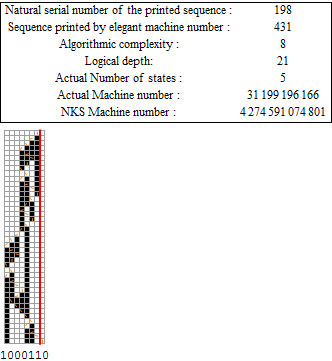 Natural serial number of the printed sequence : 198
Sequence printed by elegant machine number : 431
Algorithmic complexity : 8
Logical depth: 21
Actual Number of states : 5
Actual Machine number : 31 199 196 166
NKS Machine number : 4 274 591 074 801
1000110